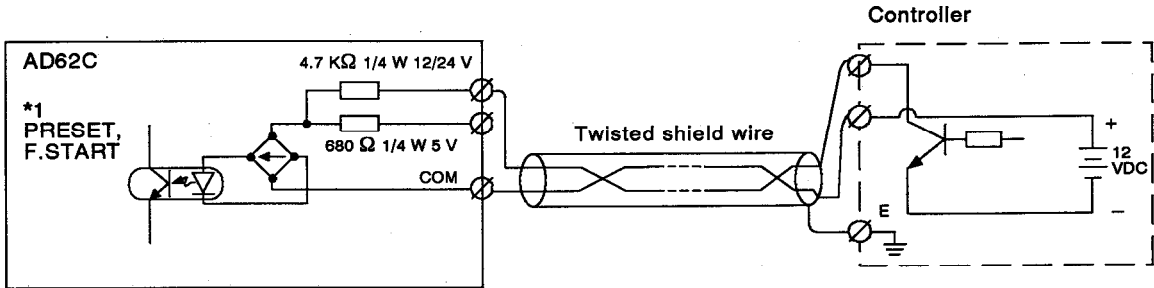 Controller
AD62C
4.7 KΩ 1/4 W 12/24 V
*1
PRESET,
F.START
680 Ω 1/4 W 5 V
COM
Twisted shield wire
E
+
12
VDC
−